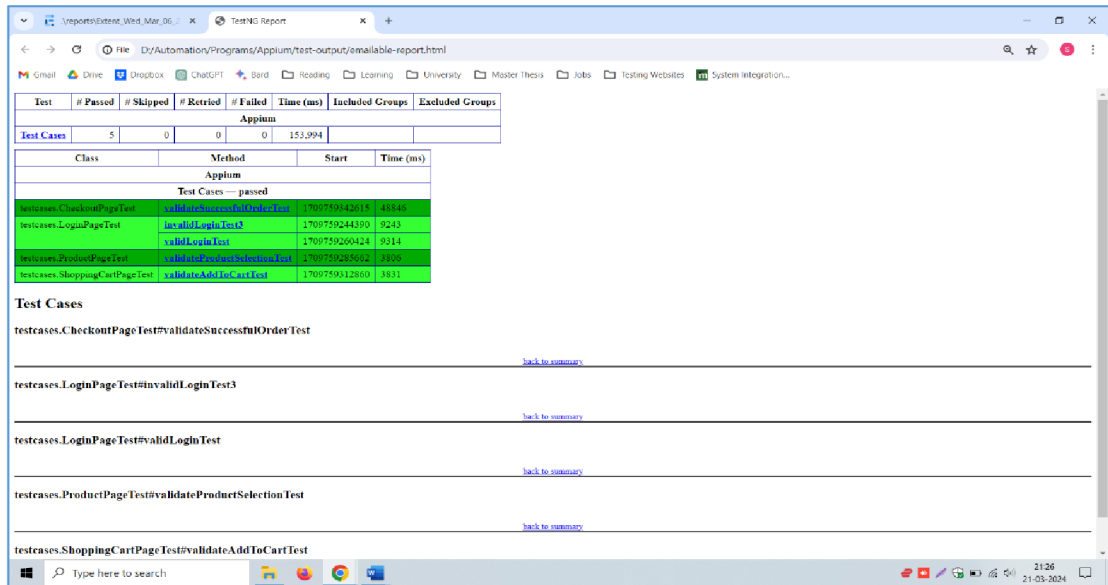 .\reports\Extent_Wed_Mar_06_2 TestNG Report
File D:/Automation/Programs/Appium/test-output/emailable-report.html
Gmail Drive Dropbox ChatGPT Bard Reading Learning University Master Thesis Jobs Testing Websites System Integration...
Test # Passed # Skipped # Retried # Failed Time (ms) Included Groups Excluded Groups
Appium
Test Cases 5 0 0 0 153,994
Class Method Start Time (ms)
Appium
Test Cases — passed
testcases.CheckoutPageTest validateSuccessfulOrderTest 1709759342615 48846
testcases.LoginPageTest invalidLoginTest3 1709759244390 9243
validLoginTest 1709759260424 9314
testcases.ProductPageTest validateProductSelectionTest 1709759285662 3806
testcases.ShoppingCartPageTest validateAddToCartTest 1709759312860 3831
Test Cases
testcases.CheckoutPageTest#validateSuccessfulOrderTest
back to summary
testcases.LoginPageTest#invalidLoginTest3
back to summary
testcases.LoginPageTest#validLoginTest
back to summary
testcases.ProductPageTest#validateProductSelectionTest
back to summary
testcases.ShoppingCartPageTest#validateAddToCartTest
Type here to search
21:26
21-03-2024